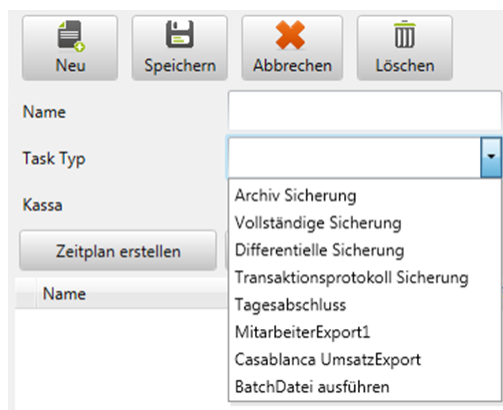 Neu Speichern Abbrechen Löschen
Name
Task Typ
Kassa
Archiv Sicherung
Vollständige Sicherung
Differentielle Sicherung
Transaktionsprotokoll Sicherung
Tagesabschluss
MitarbeiterExport1
Casablanca UmsatzExport
BatchDatei ausführen
Zeitplan erstellen
Name